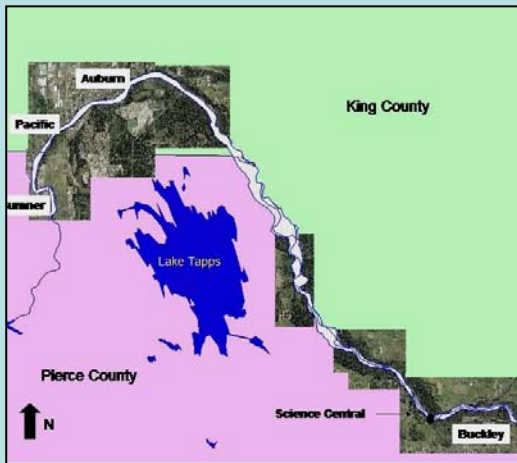 Auburn
King County
Pacific
umner
Lake Tapps
Pierce County
Science Central
N
Buckley